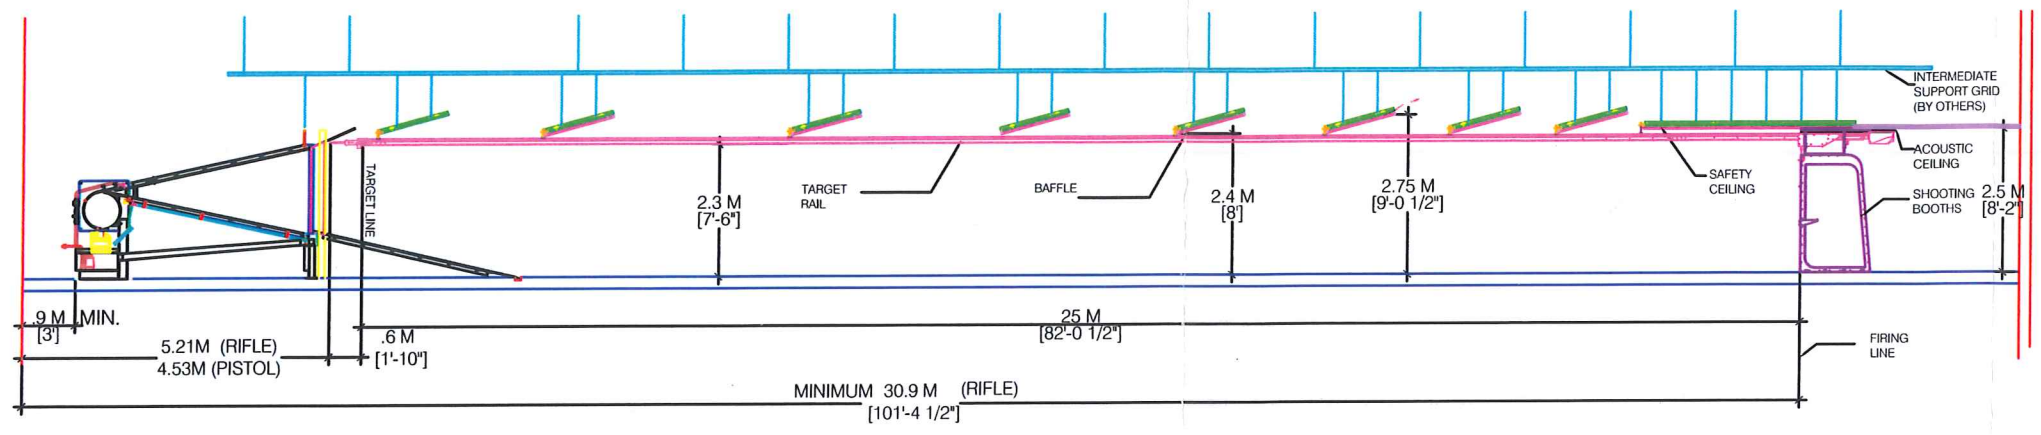 INTERMEDIATE
SUPPORT GRID
(BY OTHERS)
ACOUSTIC
CEILING
SAFETY
CEILING
SHOOTING
BOOTHS
2.5 M
[8'-2"]
2.75 M
[9'-0 1/2"]
2.4 M
[8']
BAFFLE
TARGET
RAIL
2.3 M
[7'-6"]
TARGET LINE
.9 M MIN.
[3']
5.21M (RIFLE)
4.53M (PISTOL)
.6 M
[1'-10"]
25 M
[82'-0 1/2"]
FIRING
LINE
MINIMUM 30.9 M (RIFLE)
[101'-4 1/2"]